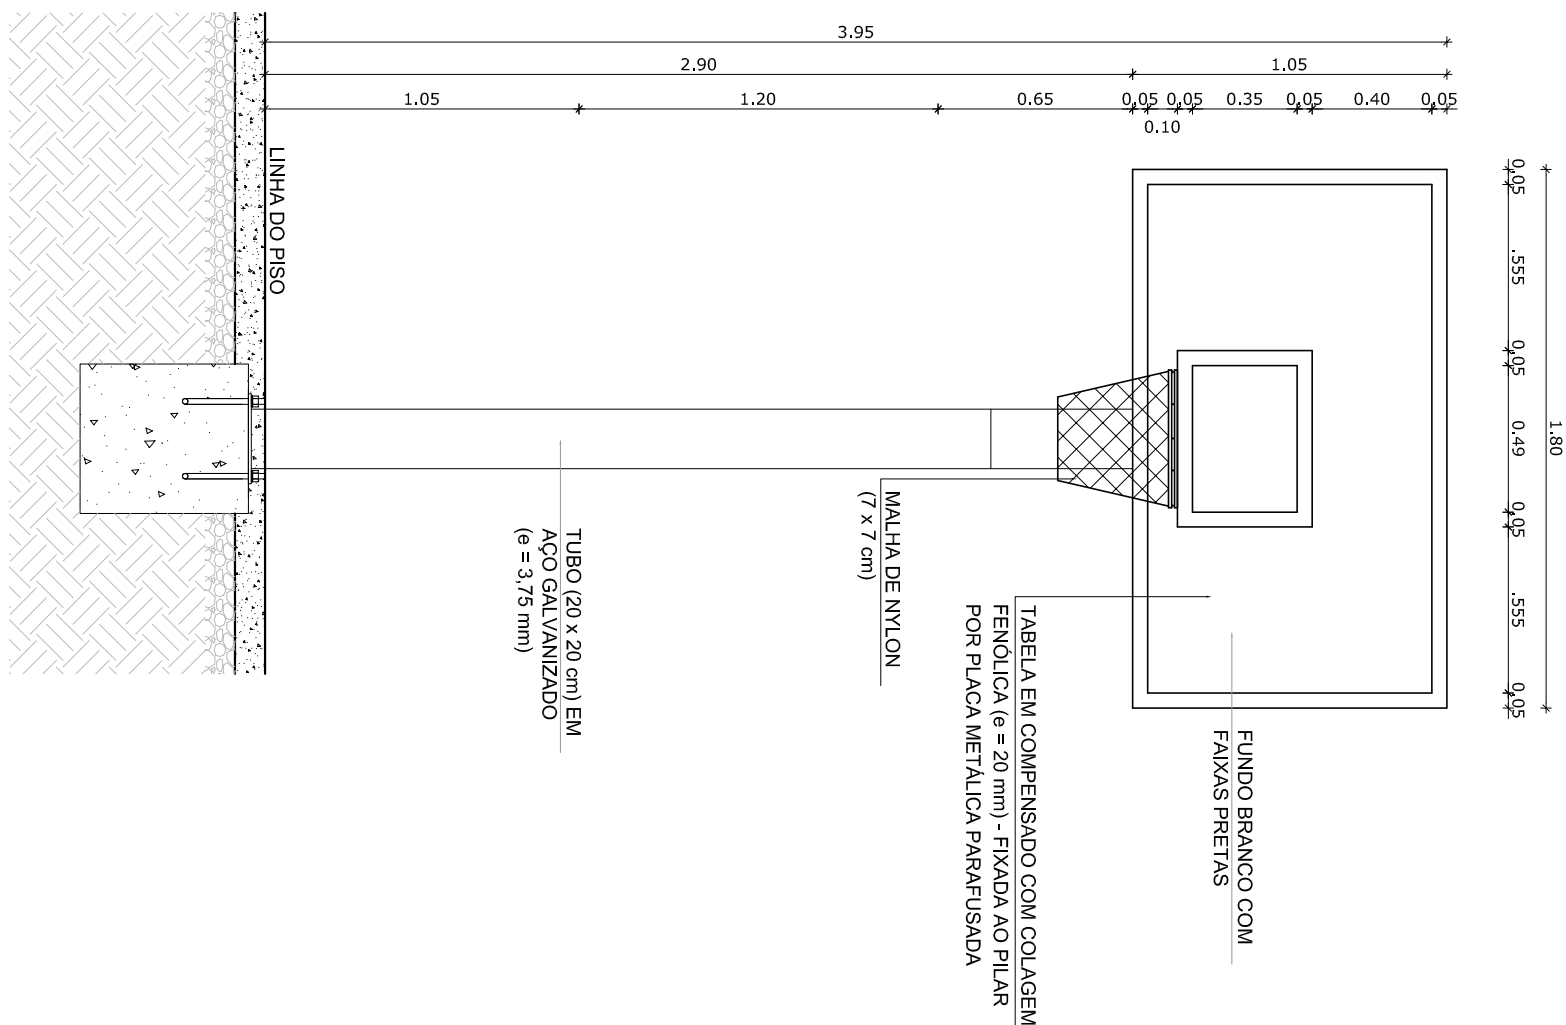 3.95
2.90
1.05
1.05
1.20
0.65
0,05
0,05
0.35
0,05
0.40
0,05
0.10
0,05
.555
0,05
0.49
0,05
.555
0,05
1.80
LINHA DO PISO
FUNDO BRANCO COM
FAIXAS PRETAS
TABELA EM COMPENSADO COM COLAGEM
FENÓLICA (e = 20 mm) - FIXADA AO PILAR
POR PLACA METÁLICA PARAFUSADA
MALHA DE NYLON
(7 x 7 cm)
TUBO (20 x 20 cm) EM
AÇO GALVANIZADO
(e = 3,75 mm)